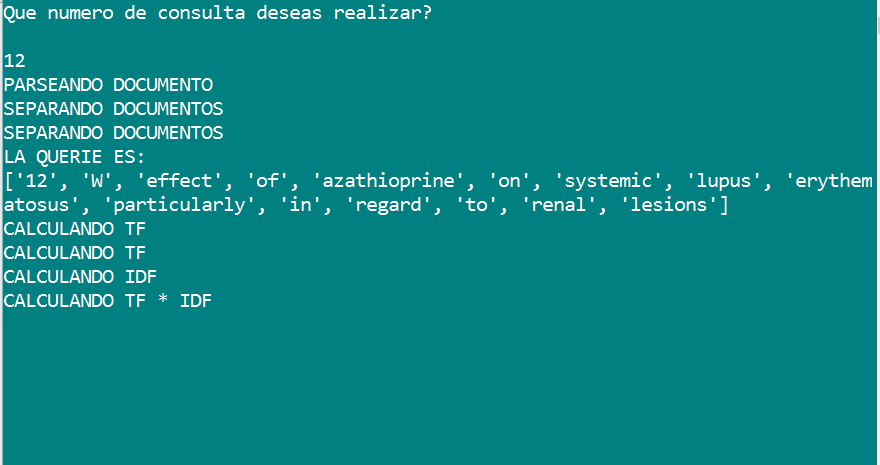 Que numero de consulta deseas realizar?
12
PARSEANDO DOCUMENTO
SEPARANDO DOCUMENTOS
SEPARANDO DOCUMENTOS
LA QUERIE ES:
['12', 'W', 'effect', 'of', 'azathioprine', 'on', 'systemic', 'lupus', 'erythem
atosus', 'particularly', 'in', 'regard', 'to', 'renal', 'lesions']
CALCULANDO TF
CALCULANDO TF
CALCULANDO IDF
CALCULANDO TF * IDF